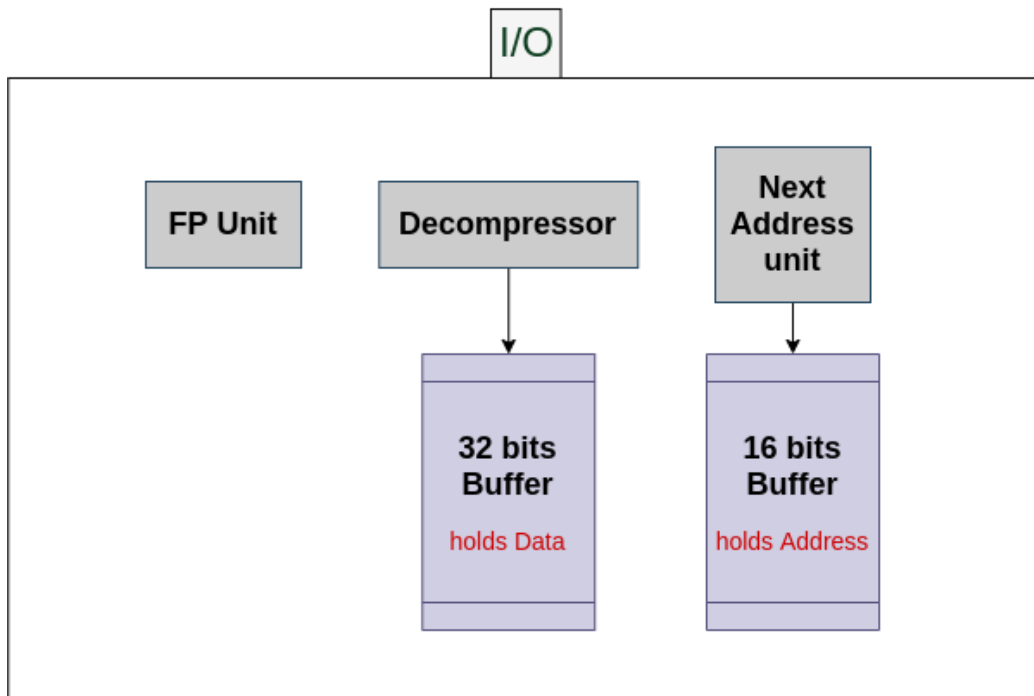 I/O
FP Unit
Decompressor
Next
Address
unit
32 bits
Buffer
holds Data
16 bits
Buffer
holds Address